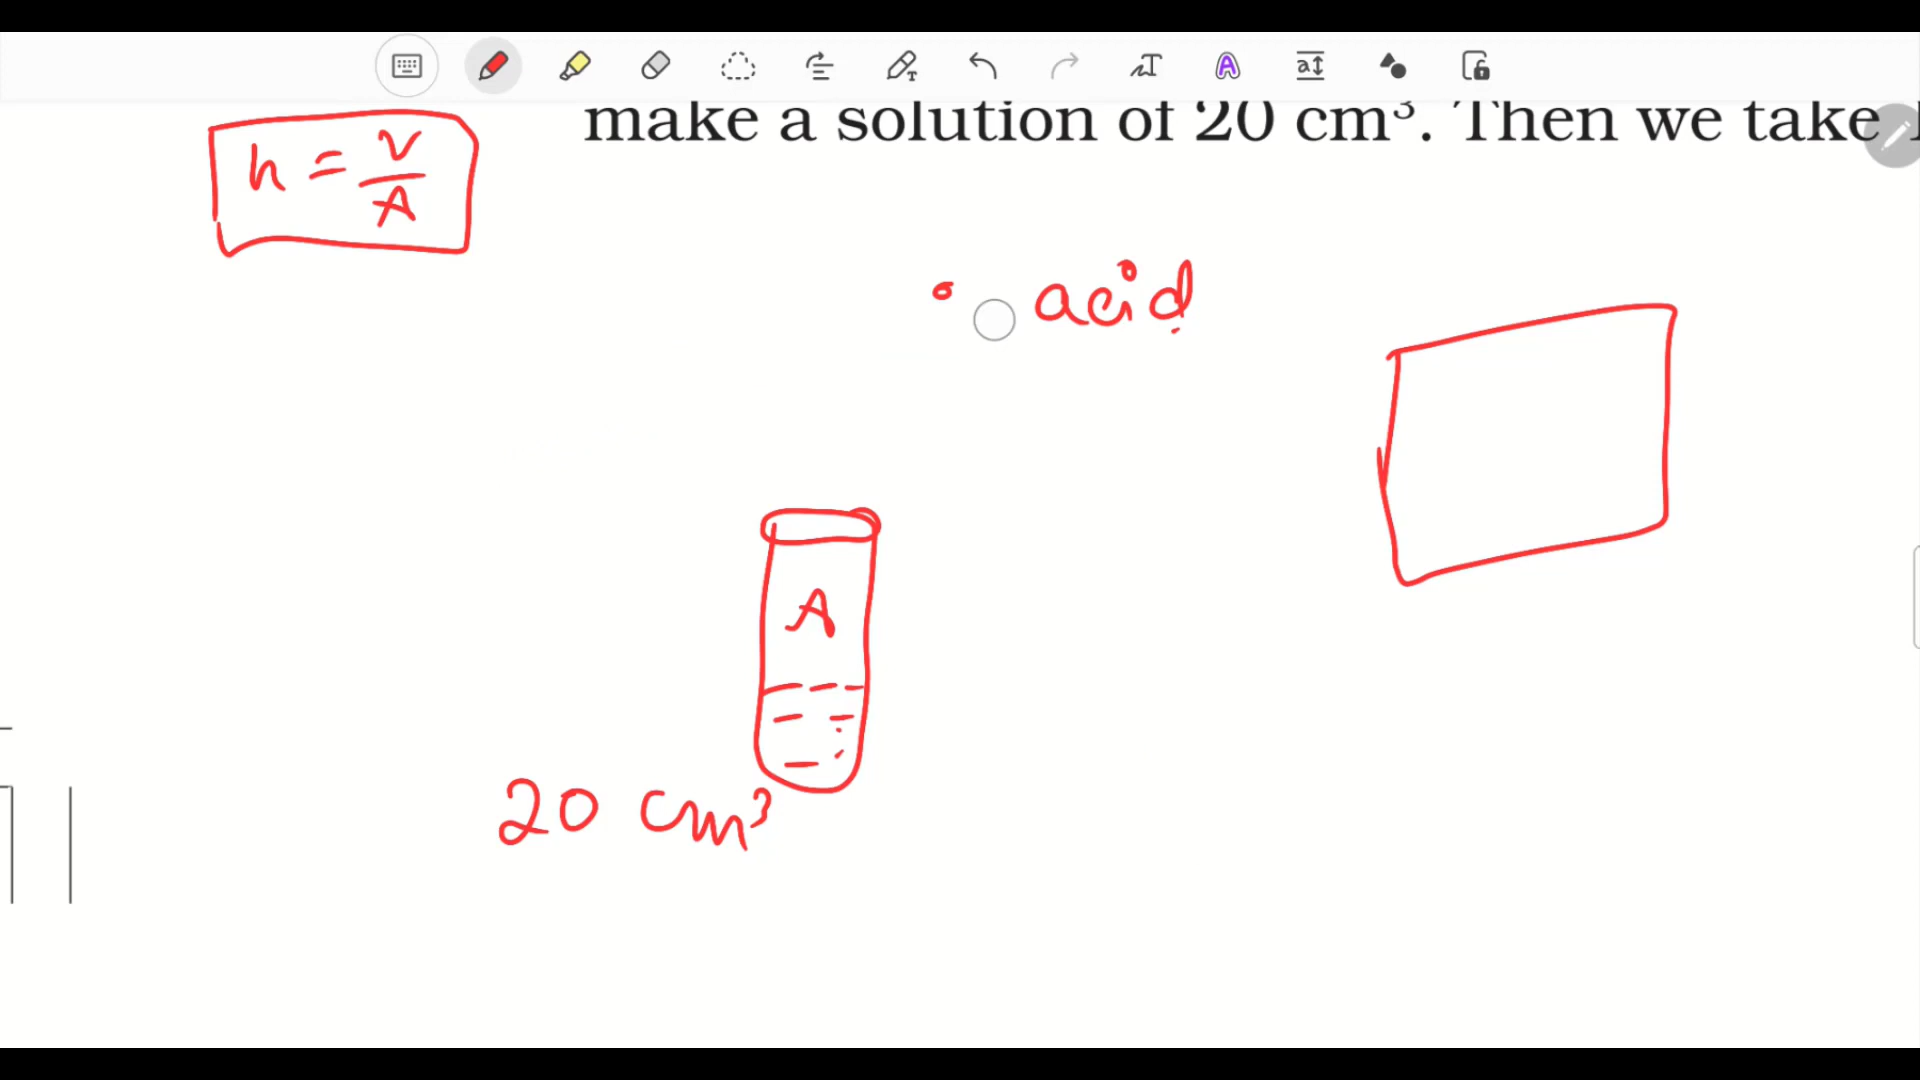 make a solution of 20 cm³. Then we take
h = V/A
acid
A
20 cm³